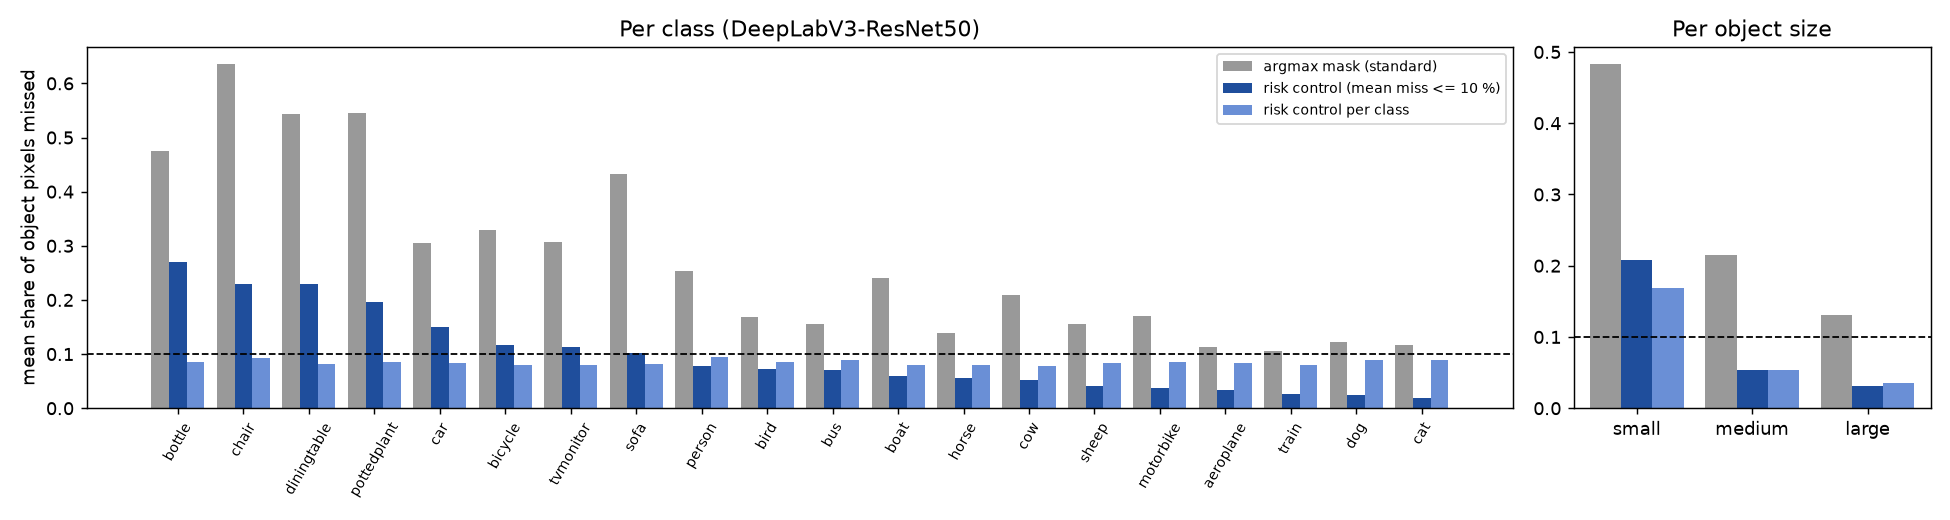 Per class (DeepLabV3-ResNet50)
mean share of object pixels missed
0.6
0.5
0.4
0.3
0.2
0.1
0.0
argmax mask (standard)
risk control (mean miss <= 10 %)
risk control per class
bottle
chair
diningtable
pottedplant
car
bicycle
tvmonitor
sofa
person
bird
bus
boat
horse
cow
sheep
motorbike
aeroplane
train
dog
cat
Per object size
0.5
0.4
0.3
0.2
0.1
0.0
small
medium
large